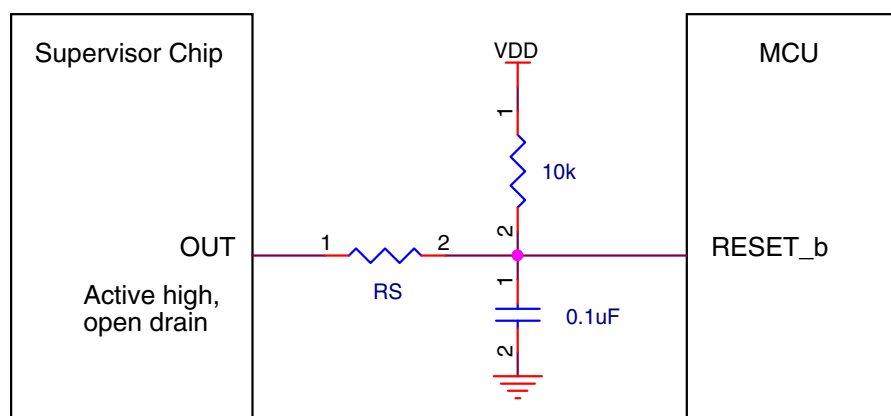 Supervisor Chip
VDD
MCU
1
10k
2
OUT
1
2
RESET_b
RS
Active high,
open drain
1
0.1uF
2